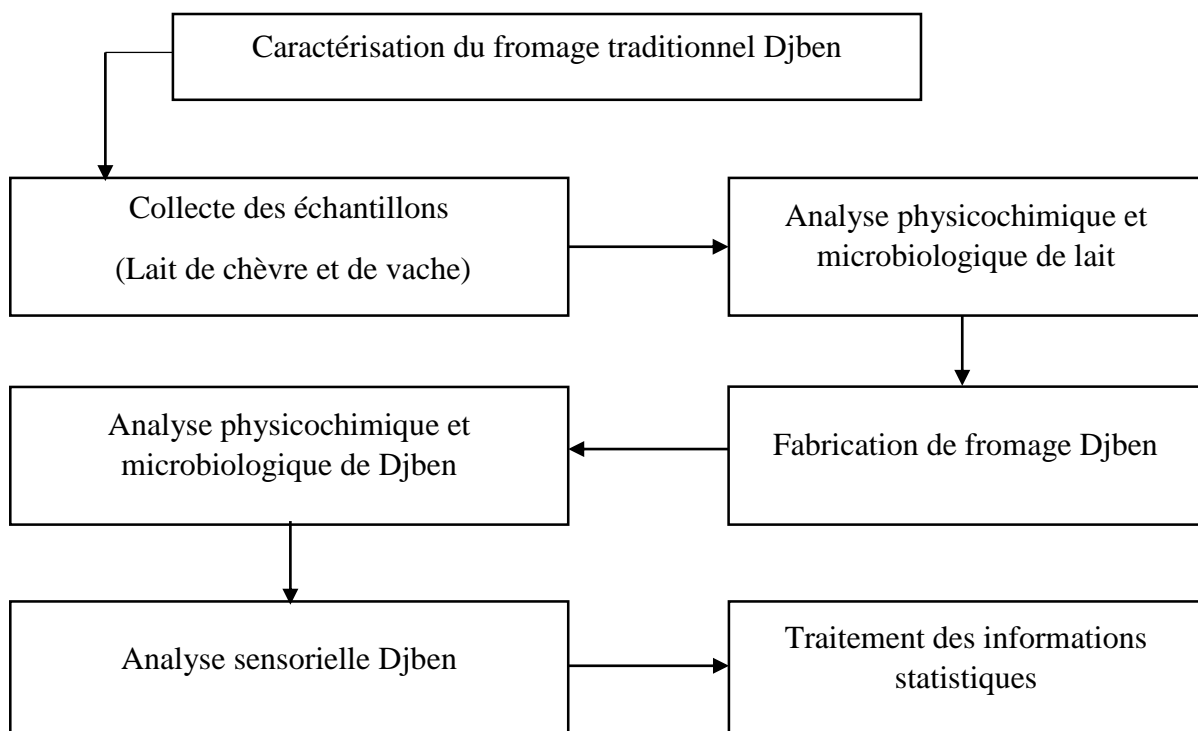 Caractérisation du fromage traditionnel Djben
Collecte des échantillons
(Lait de chèvre et de vache)
Analyse physicochimique et
microbiologique de lait
Fabrication de fromage Djben
Analyse physicochimique et
microbiologique de Djben
Analyse sensorielle Djben
Traitement des informations
statistiques